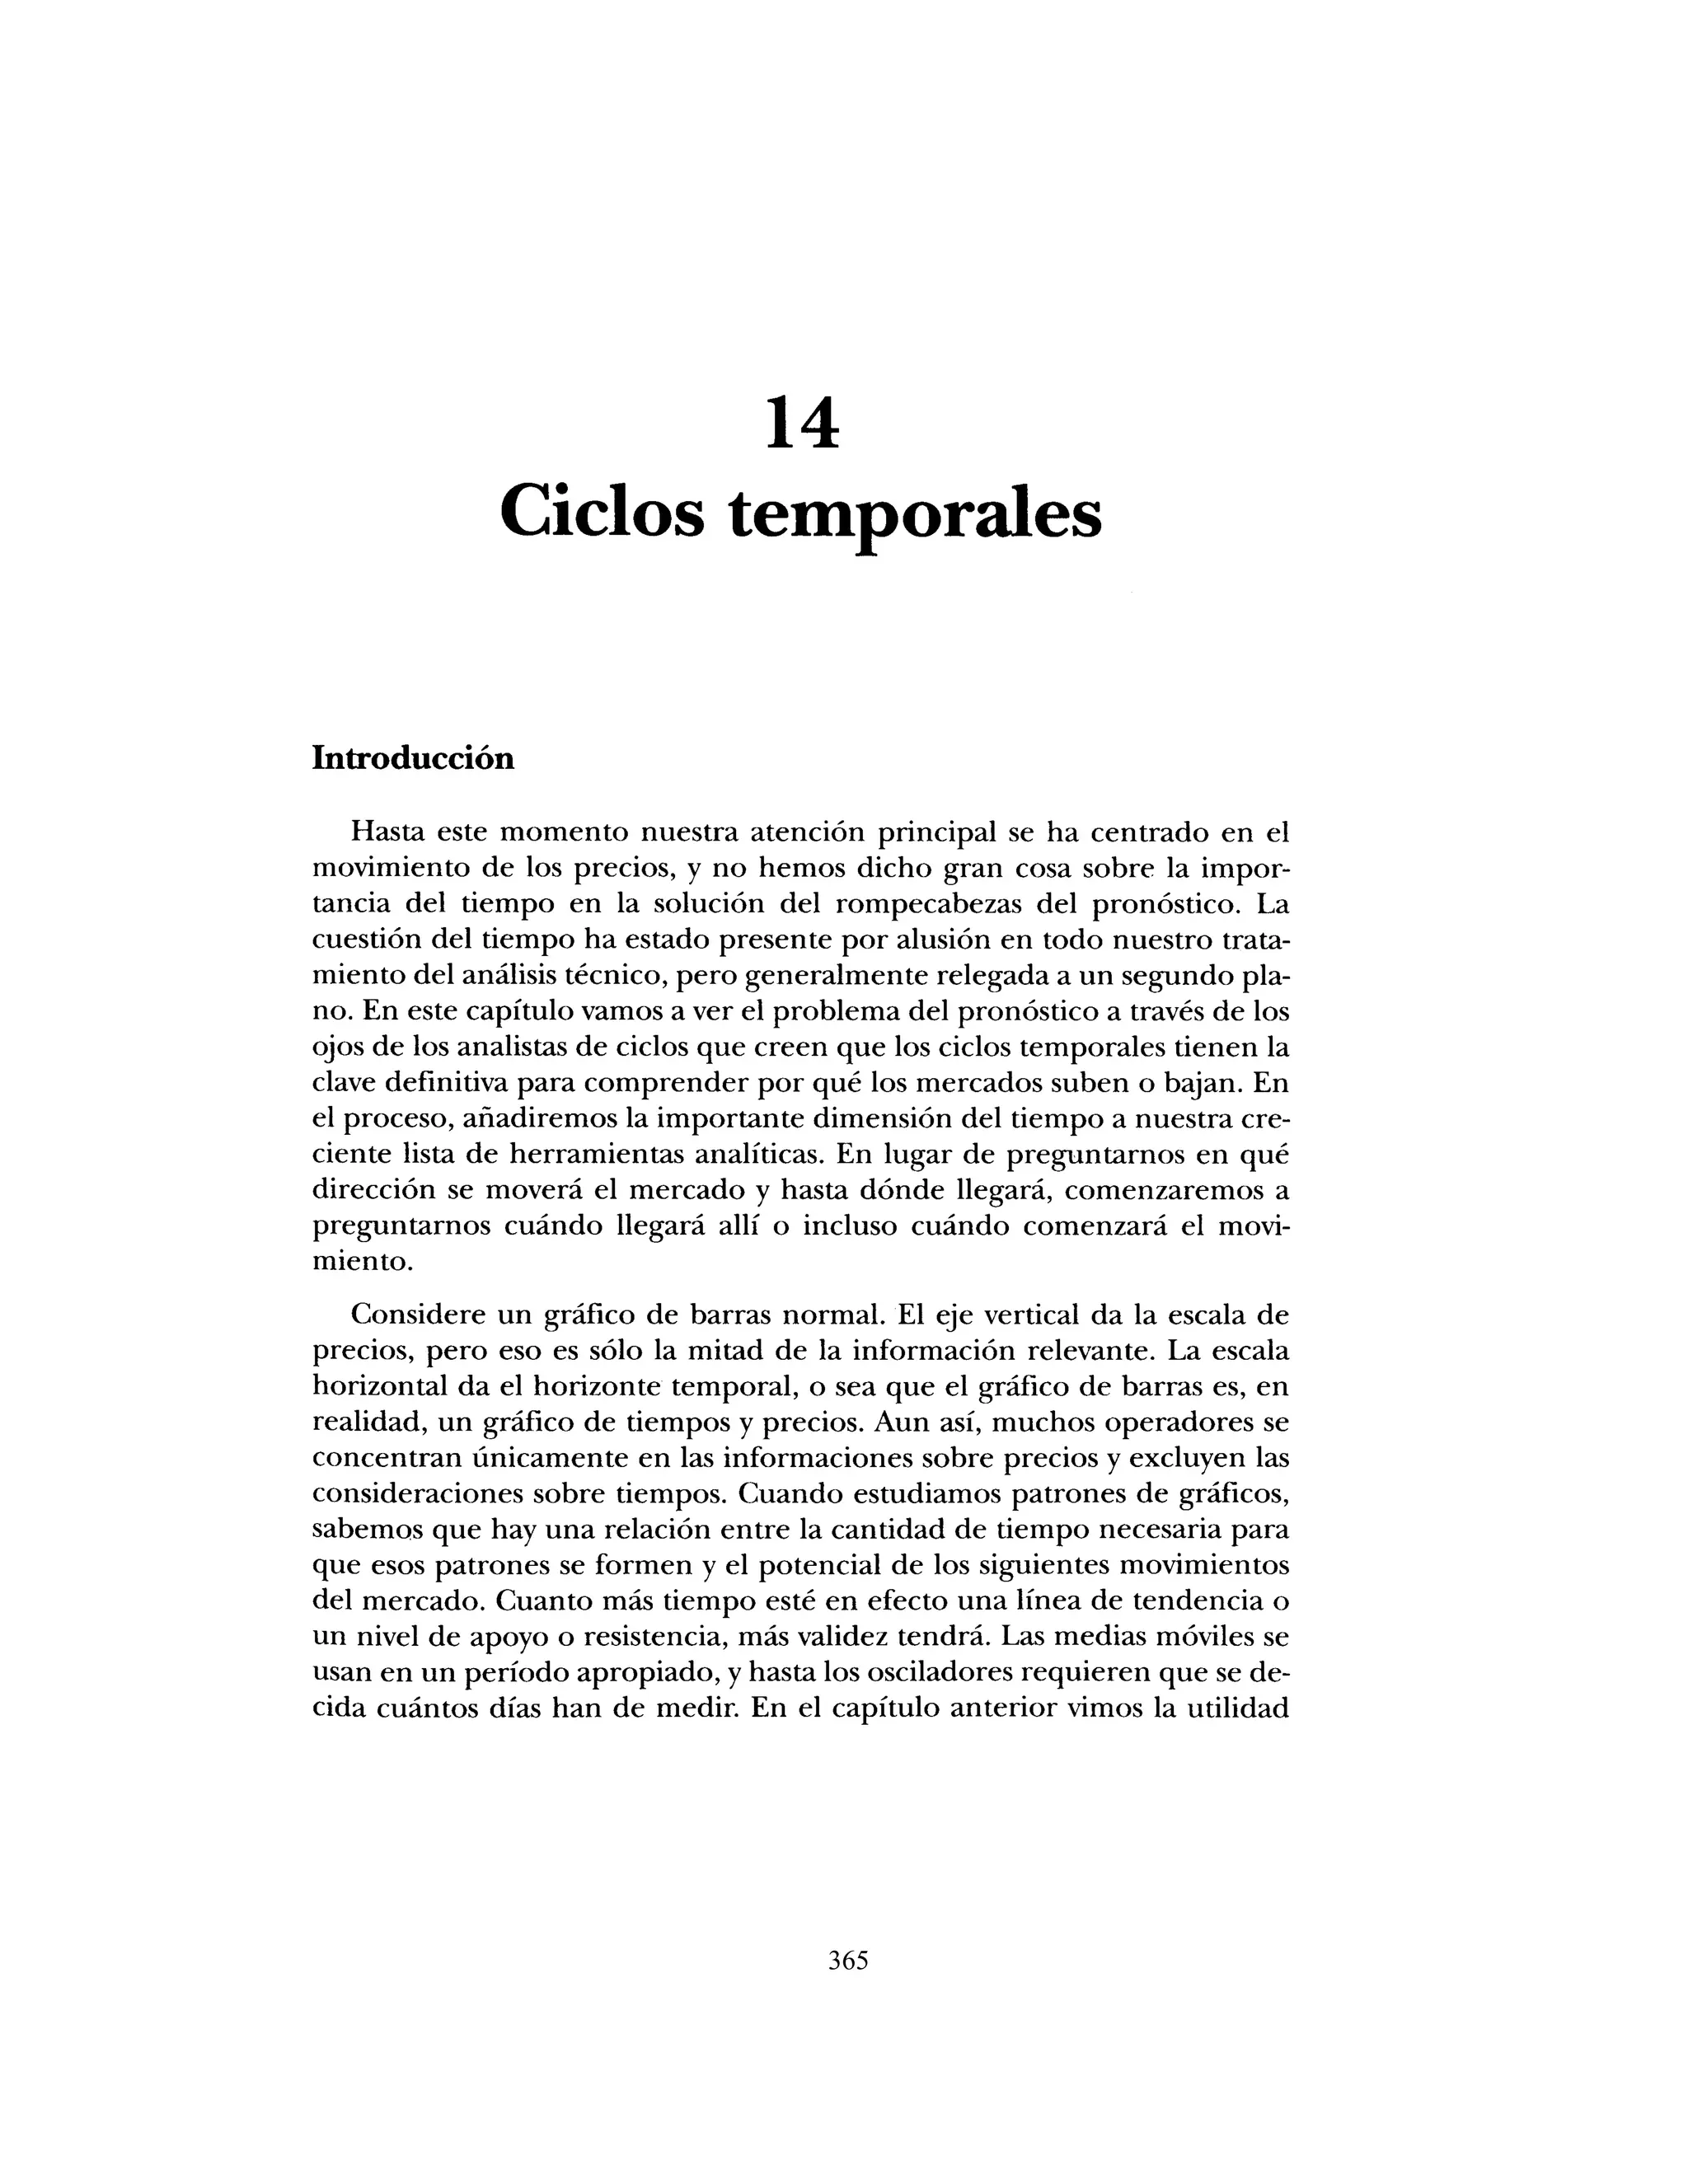 14
Ciclos temporales
Introducción
Hasta este momento nuestra atención principal se ha centrado en el
movimiento de los precios, y no hemos dicho gran cosa sobre la impor-
tancia del tiempo en la solución del rompecabezas del pronóstico. La
cuestión del tiempo ha estado presente por alusión en todo nuestro trata-
miento del análisis técnico, pero generalmente relegada a un segundo pla-
no. En este capítulo vamos a ver el problema del pronóstico a través de los
ojos de los analistas de ciclos que creen que los ciclos temporales tienen la
clave definitiva para comprender por qué los mercados suben o bajan. En
el proceso, añadiremos la importante dimensión del tiempo a nuestra cre-
ciente lista de herramientas analíticas. En lugar de preguntarnos en qué
dirección se moverá el mercado y hasta dónde llegará, comenzaremos a
preguntarnos cuándo llegará allí o incluso cuándo comenzará el movi-
miento.
Considere un gráfico de barras normal. El eje vertical da la escala de
precios, pero eso es sólo la mitad de la información relevante. La escala
horizontal da el horizonte temporal, o sea que el gráfico de barras es, en
realidad, un gráfico de tiempos y precios. Aun así, muchos operadores se
concentran únicamente en las informaciones sobre precios y excluyen las
consideraciones sobre tiempos. Cuando estudiamos patrones de gráficos,
sabemos que hay una relación entre la cantidad de tiempo necesaria para
que esos patrones se formen y el potencial de los siguientes movimientos
del mercado. Cuanto más tiempo esté en efecto una línea de tendencia o
un nivel de apoyo o resistencia, más validez tendrá. Las medias móviles se
usan en un período apropiado, y hasta los osciladores requieren que se de-
cida cuántos días han de medir. En el capítulo anterior vimos la utilidad
365